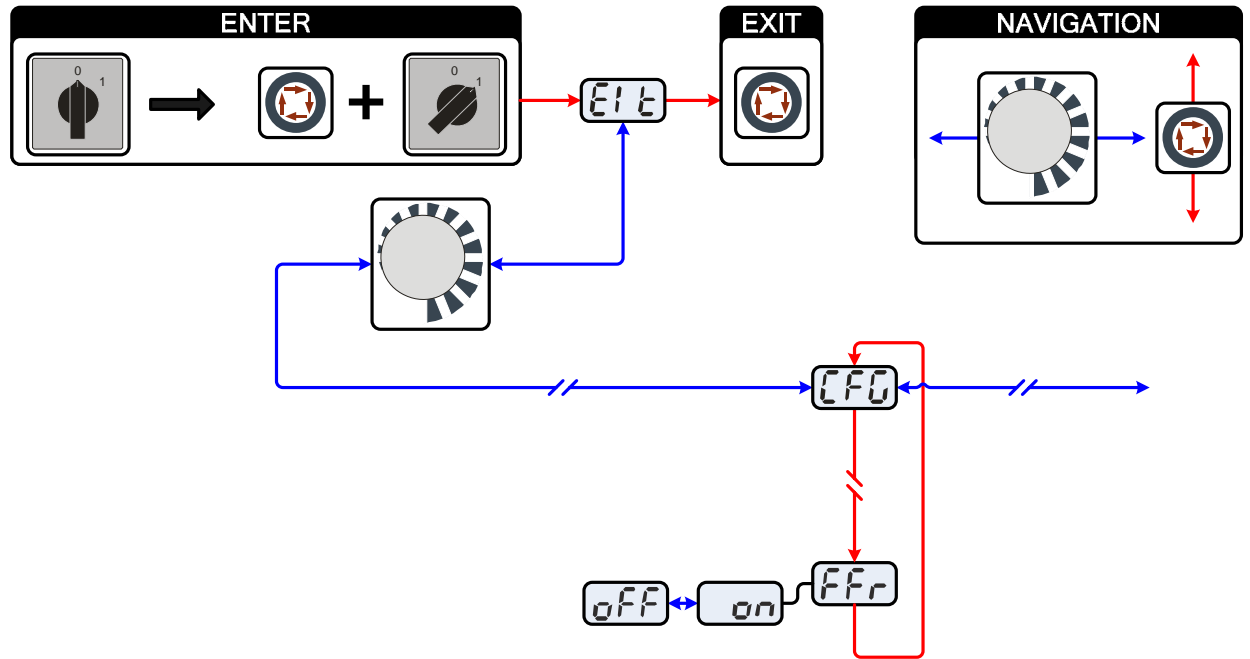 ENTER
EXIT
NAVIGATION
0
1
0
1
EIt
CFG
FFr
oFF
on